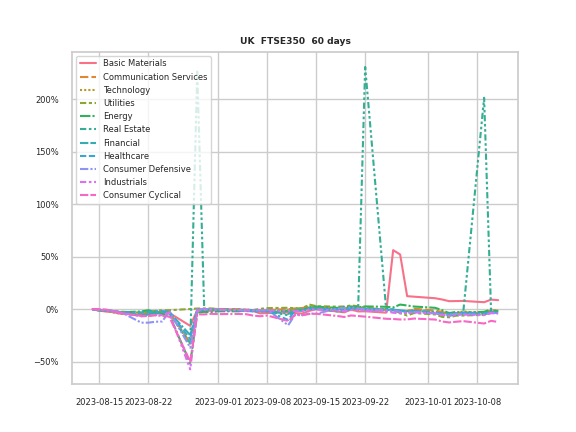 UK FTSE350 60 days
Basic Materials
Communication Services
Technology
Utilities
Energy
Real Estate
Financial
Healthcare
Consumer Defensive
Industrials
Consumer Cyclical
200%
150%
100%
50%
0%
−50%
2023-08-15 2023-08-22 2023-09-01 2023-09-08 2023-09-15 2023-09-22 2023-10-01 2023-10-08